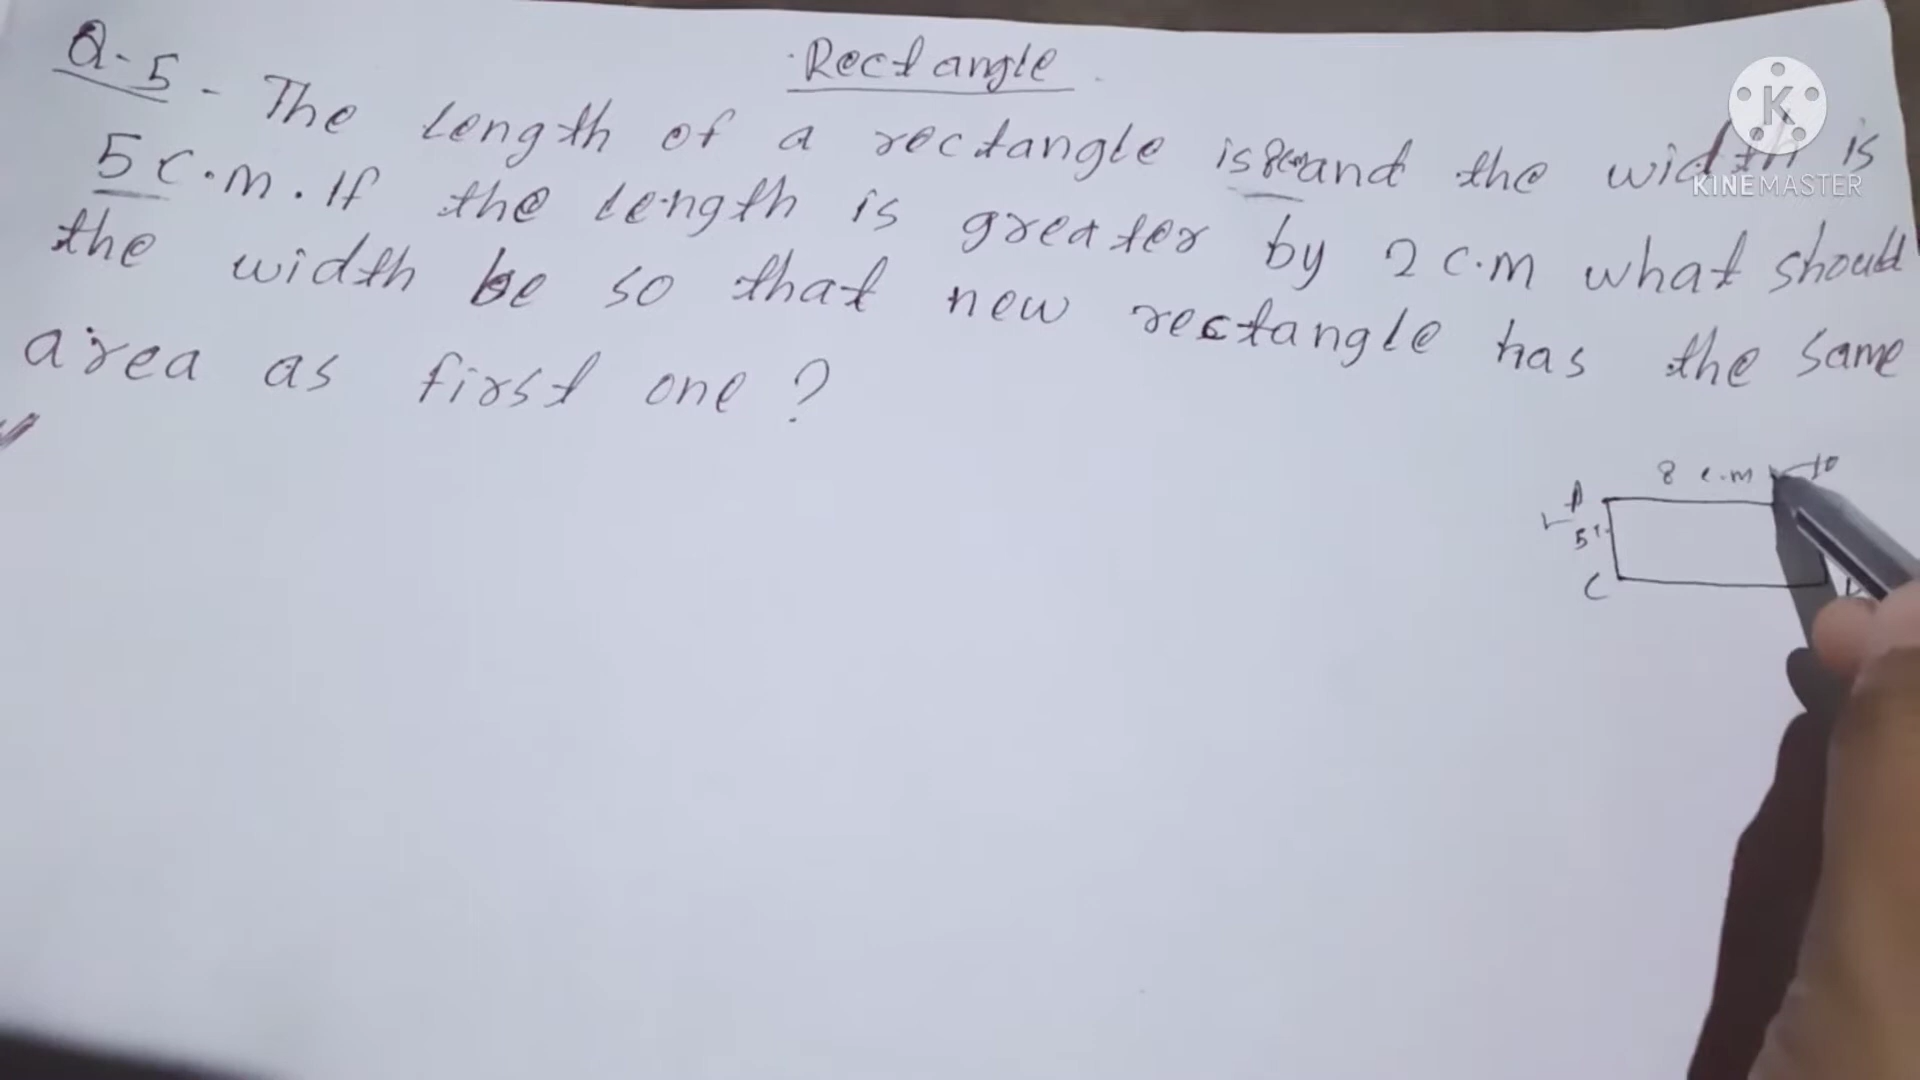 Rectangle
Q-5 - The length of a rectangle is 8cm and the width is
5 c.m. If the length is greater by 2 c.m what should
the width be so that new rectangle has the same
area as first one ?
8 c.m 10
A
5
C
K
KINEMASTER